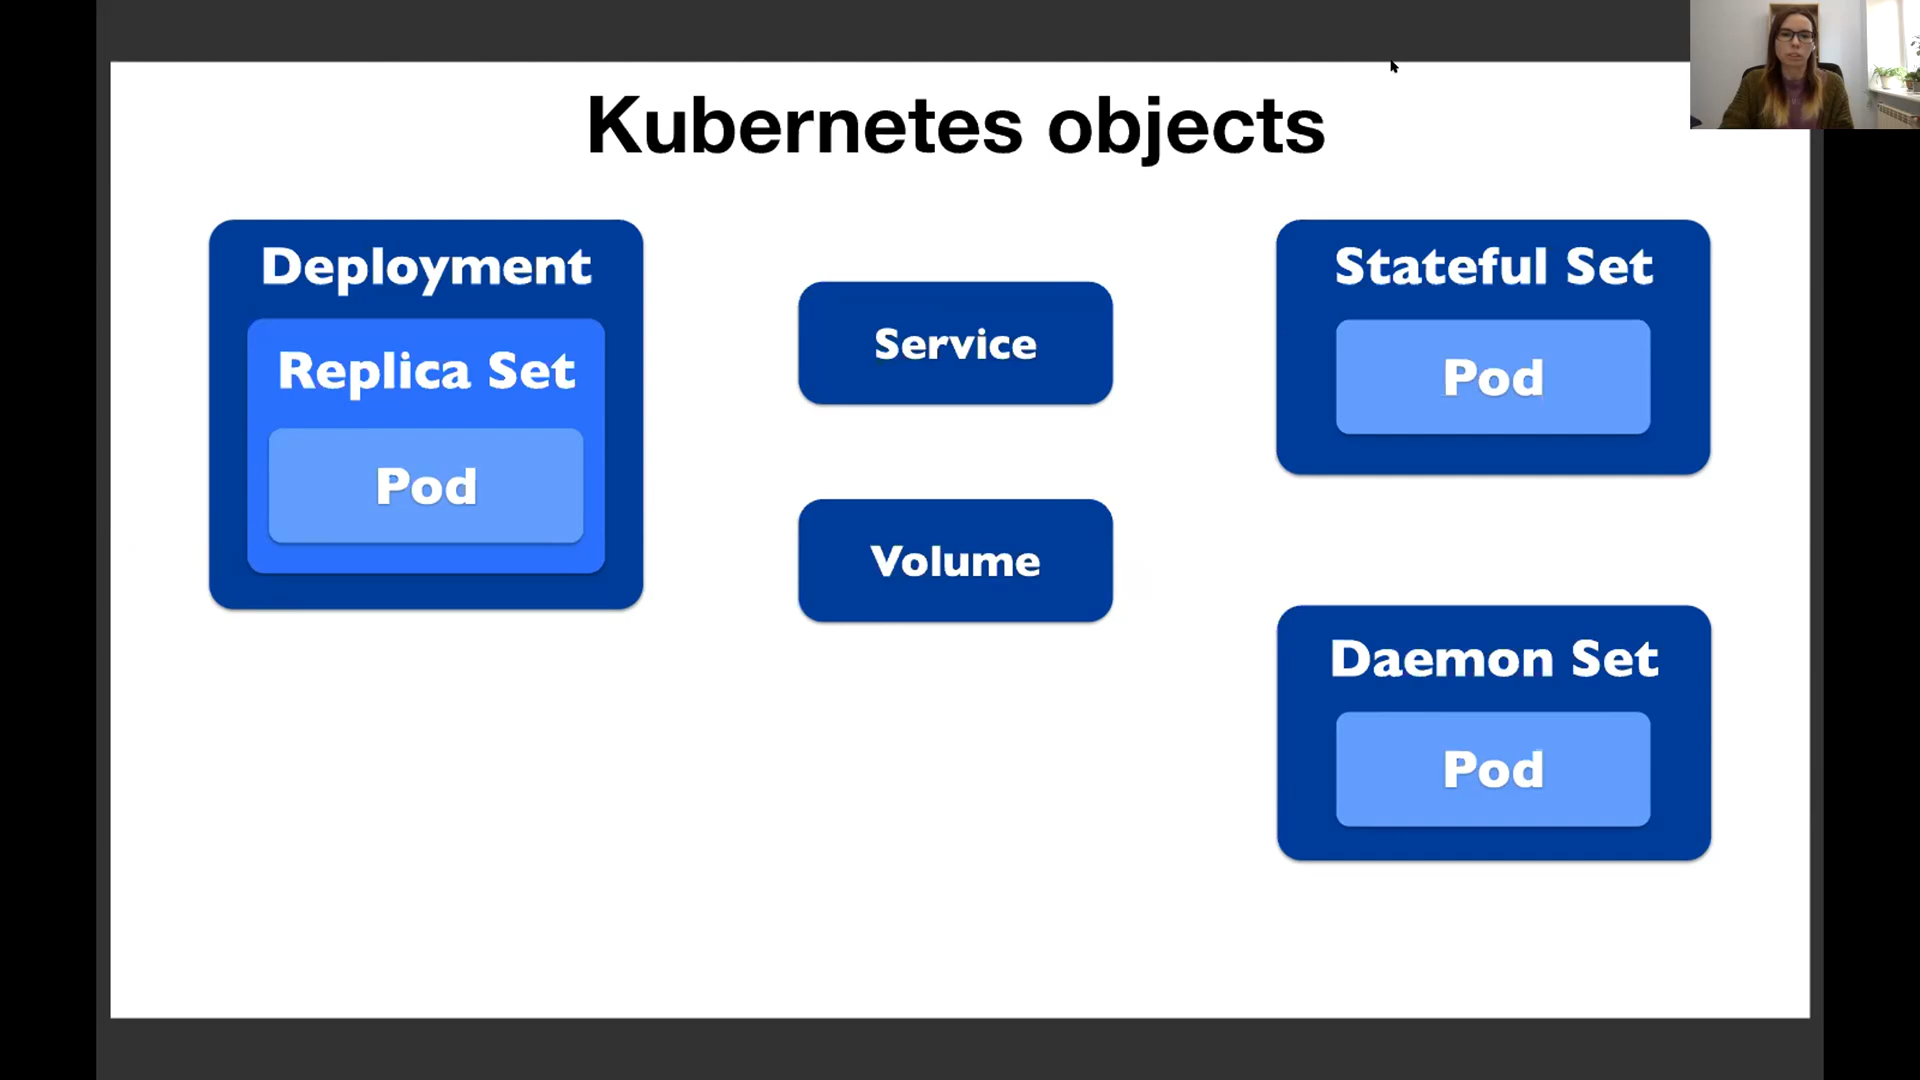 Kubernetes objects
Deployment
Replica Set
Pod
Service
Volume
Stateful Set
Pod
Daemon Set
Pod